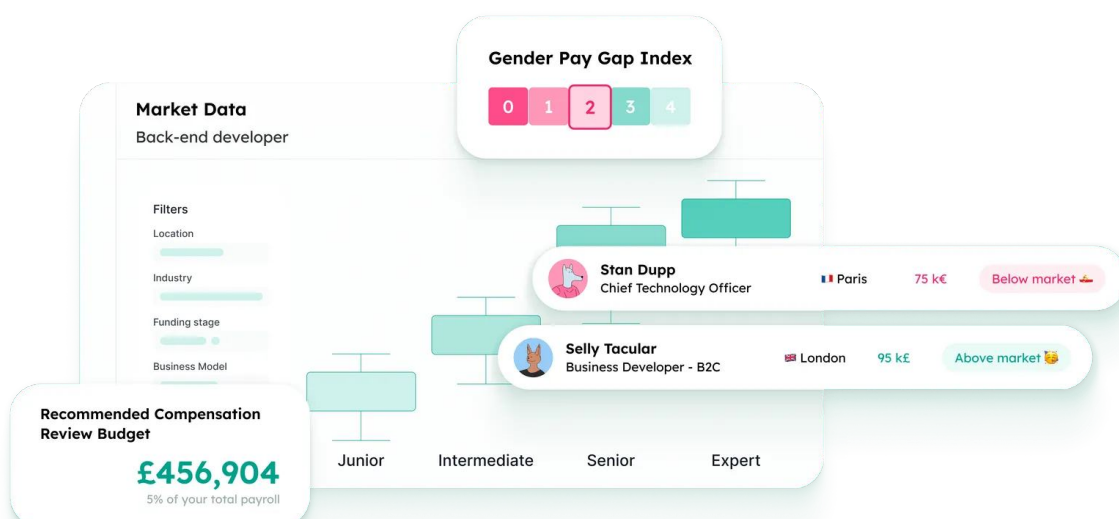 Gender Pay Gap Index
0 1 2 3 4
Market Data
Back-end developer
Filters
Location
Industry
Funding stage
Business Model
Stan Dupp
Chief Technology Officer
Paris
75 k€
Below market
Selly Tacular
Business Developer - B2C
London
95 k£
Above market
Recommended Compensation
Review Budget
£456,904
5% of your total payroll
Junior Intermediate Senior Expert